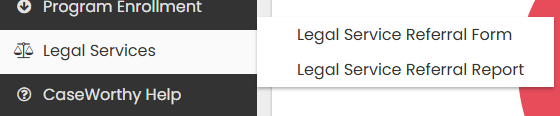 Program Enrollment
Legal Services
CaseWorthy Help
Legal Service Referral Form
Legal Service Referral Report